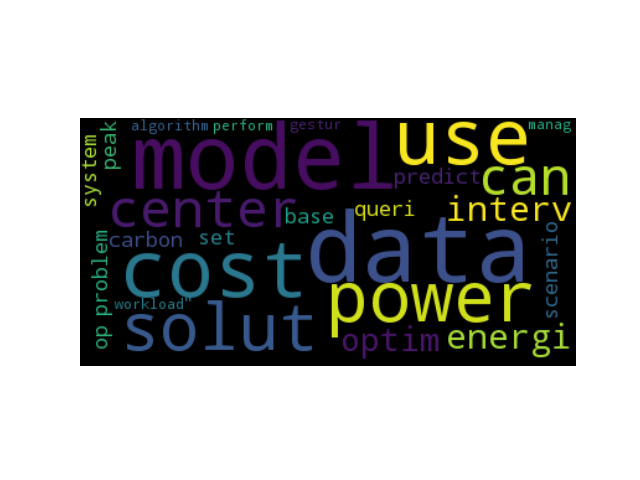 algorithm perform gestur manag
system peak model use can
predict
center base queri interv
carbon set
cost data scenario
op problem
workload"
solut power
optim energi